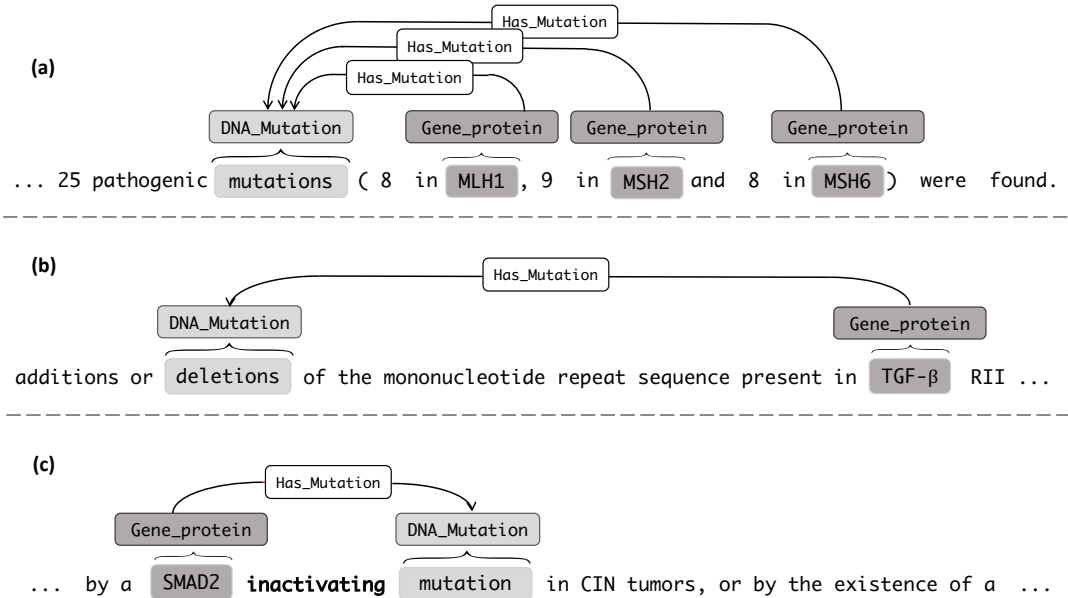 Has_Mutation
Has_Mutation
Has_Mutation
(a)
DNA_Mutation Gene_protein Gene_protein Gene_protein
... 25 pathogenic mutations ( 8 in MLH1, 9 in MSH2 and 8 in MSH6) were found.
(b)
Has_Mutation
DNA_Mutation Gene_protein
additions or deletions of the mononucleotide repeat sequence present in TGF-β RII ...
(c)
Has_Mutation
Gene_protein DNA_Mutation
... by a SMAD2 inactivating mutation in CIN tumors, or by the existence of a ...